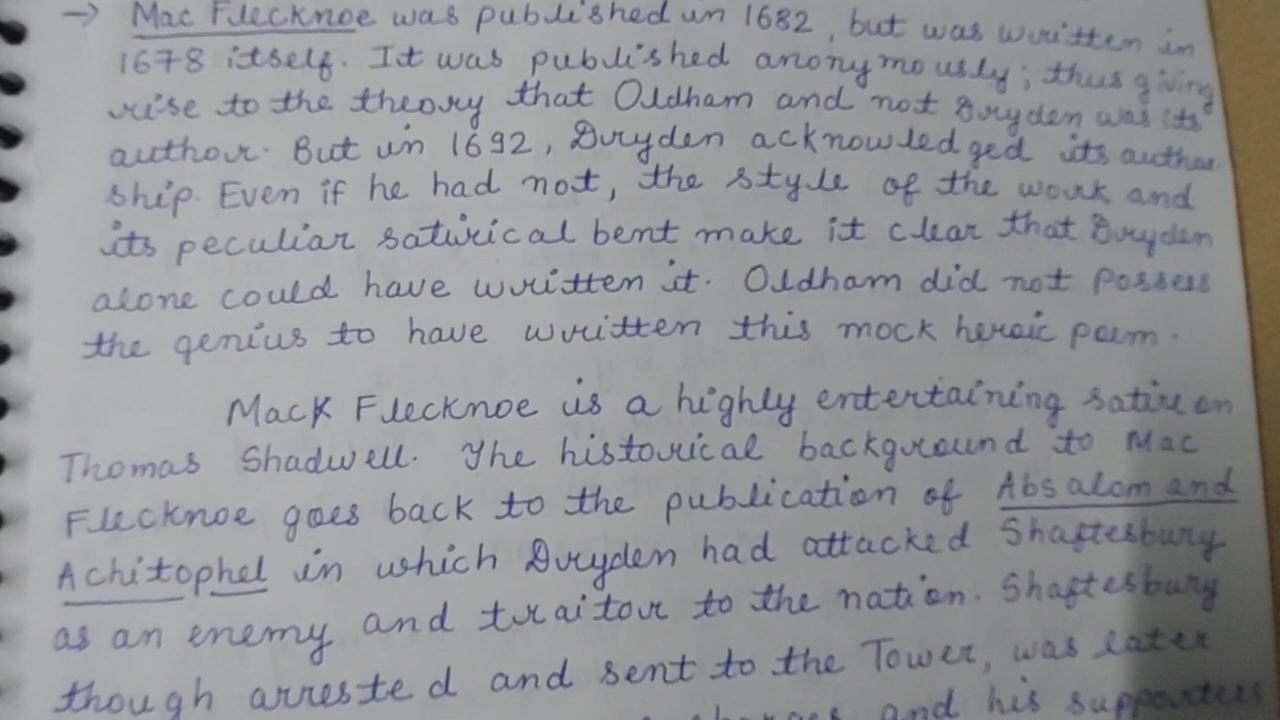 → Mac Flecknoe was published in 1682, but was written in
1678 itself. It was published anonymously; thus giving
rise to the theory that Oldham and not Dryden was its
author. But in 1692, Dryden acknowledged its author
ship. Even if he had not, the style of the work and
its peculiar satirical bent make it clear that Dryden
alone could have written it. Oldham did not possess
the genius to have written this mock heroic poem.
Mack Flecknoe is a highly entertaining satire on
Thomas Shadwell. The historical background to Mac
Flecknoe goes back to the publication of Absalom and
Achitophel in which Dryden had attacked Shaftesbury
as an enemy and traitor to the nation. Shaftesbury
though arrested and sent to the Tower, was later
and his supporters